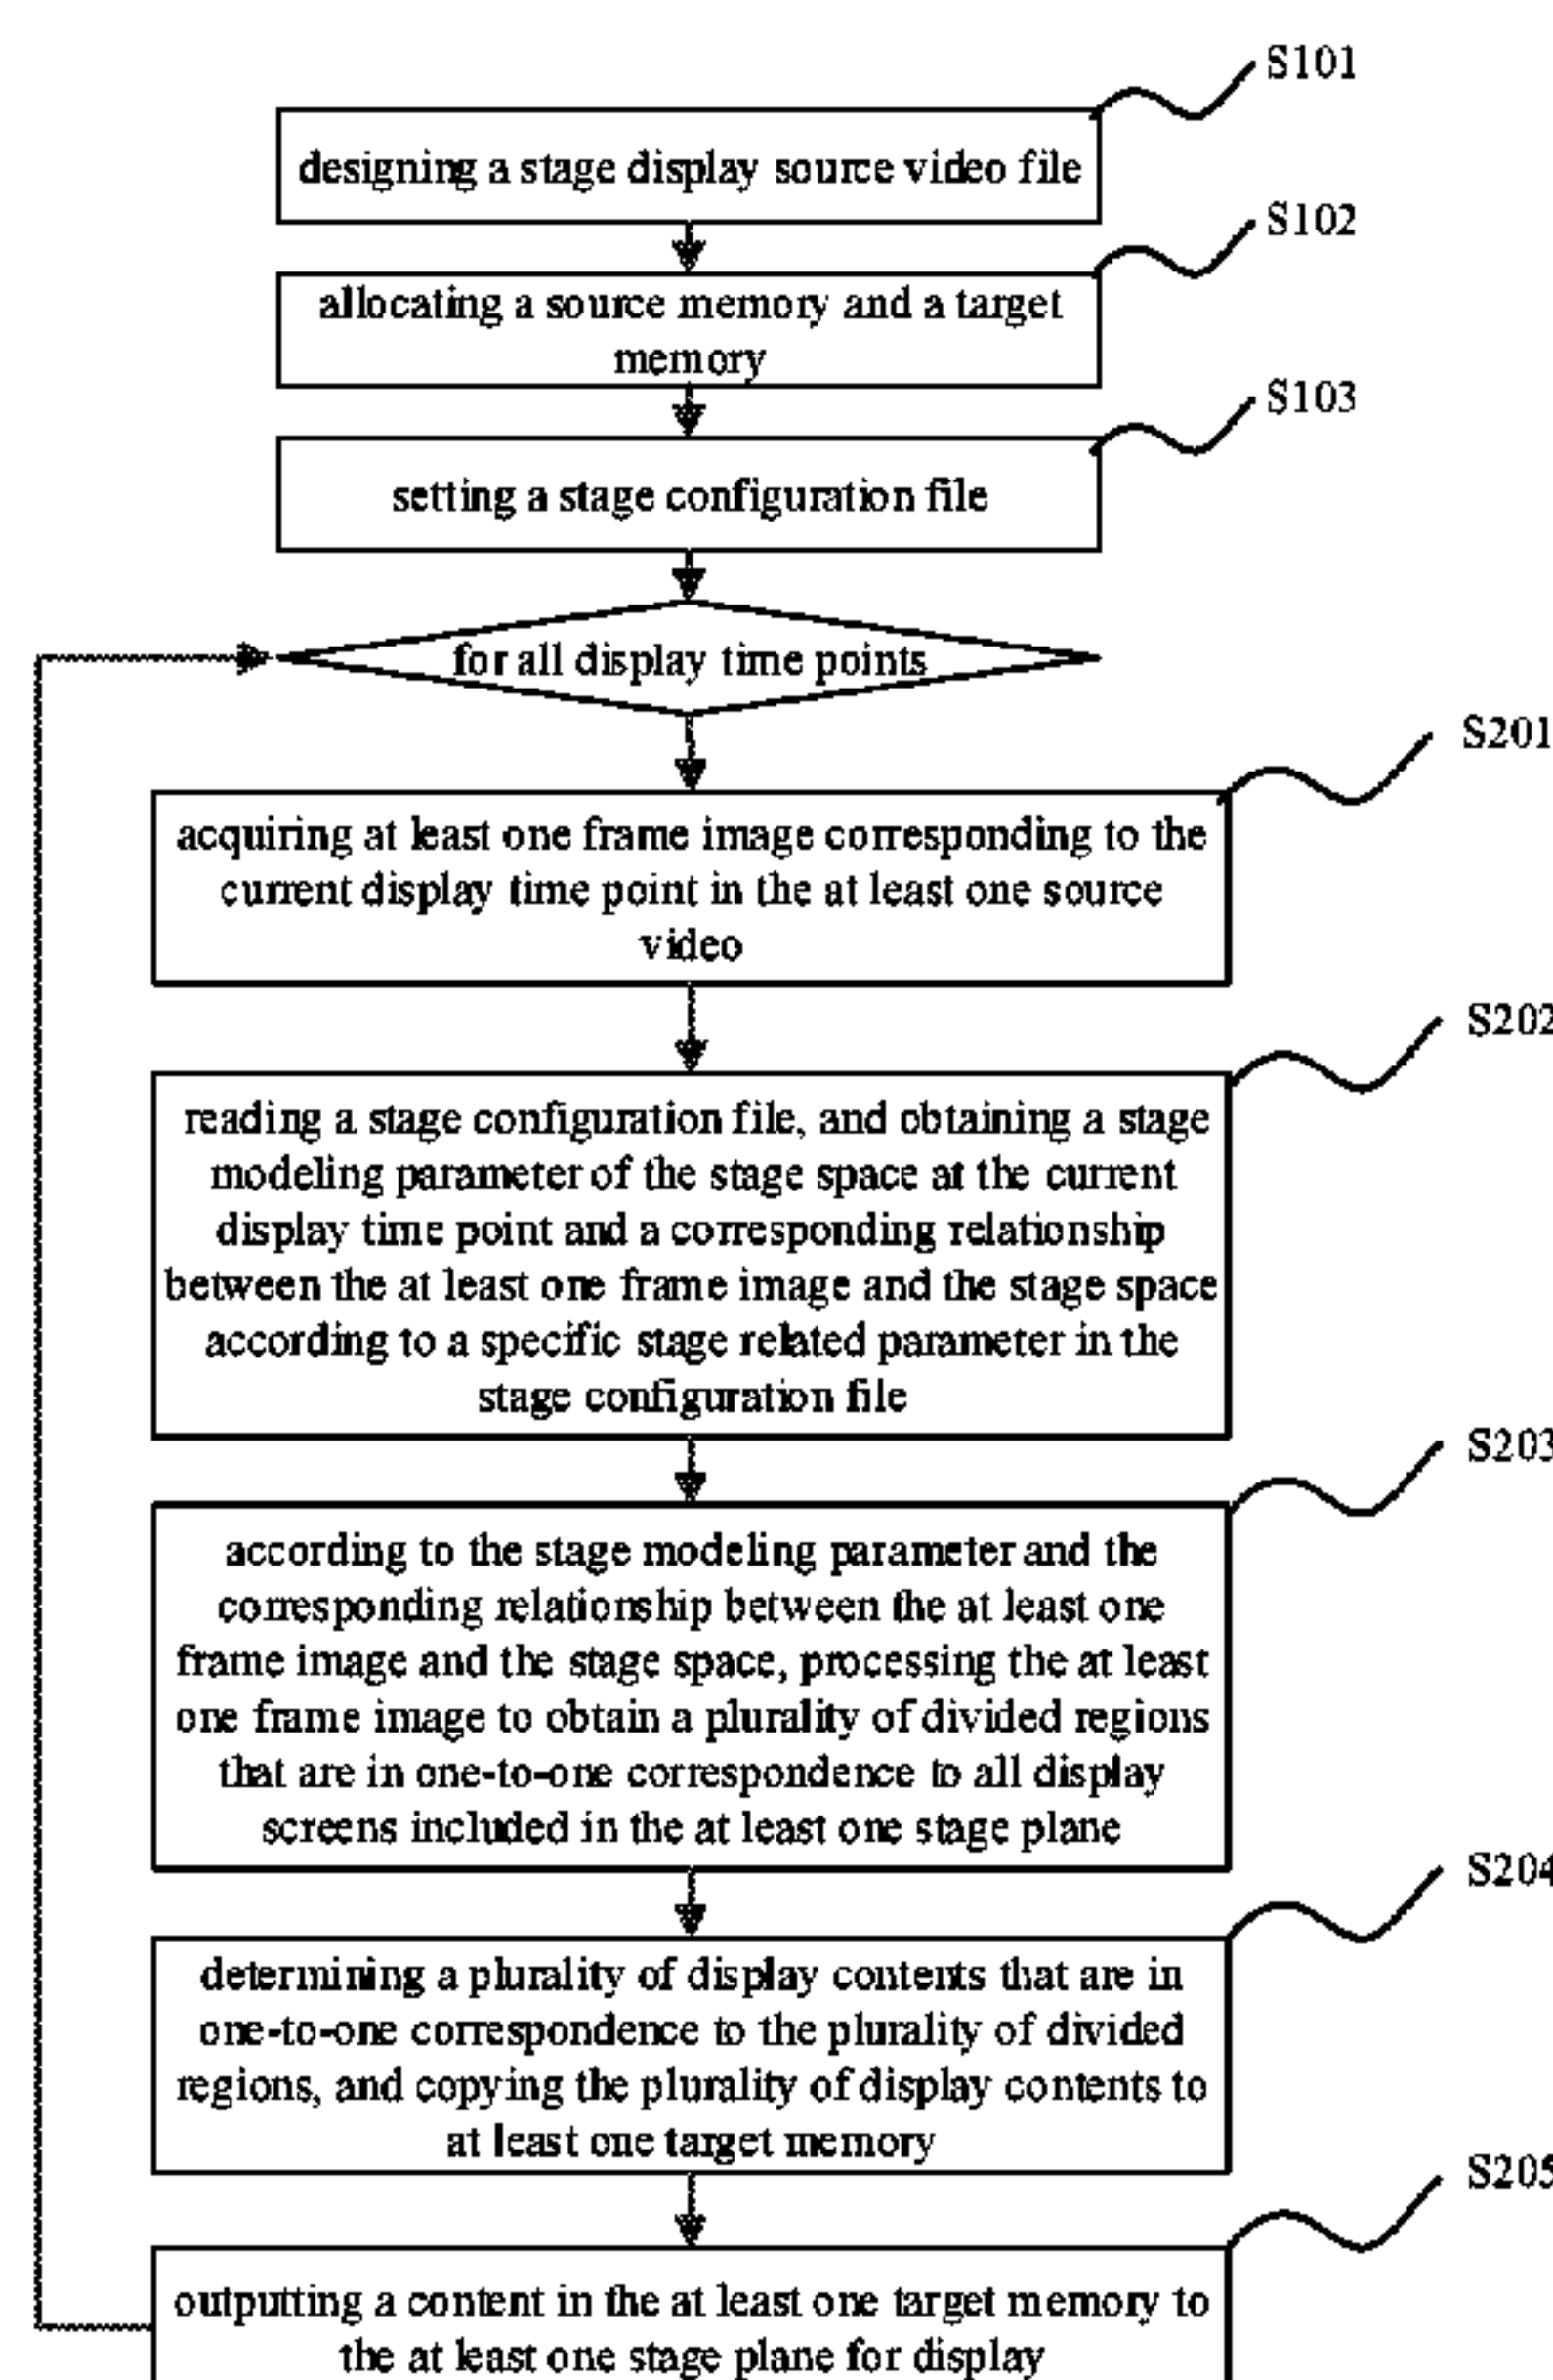 S101
designing a stage display source video file
S102
allocating a source memory and a target
memory
S103
setting a stage configuration file
for all display time points
S201
acquiring at least one frame image corresponding to the
current display time point in the at least one source
video
S202
reading a stage configuration file, and obtaining a stage
modeling parameter of the stage space at the current
display time point and a corresponding relationship
between the at least one frame image and the stage space
according to a specific stage related parameter in the
stage configuration file
S203
according to the stage modeling parameter and the
corresponding relationship between the at least one
frame image and the stage space, processing the at least
one frame image to obtain a plurality of divided regions
that are in one-to-one correspondence to all display
screens included in the at least one stage plane
S204
determining a plurality of display contents that are in
one-to-one correspondence to the plurality of divided
regions, and copying the plurality of display contents to
at least one target memory
S205
outputting a content in the at least one target memory to
the at least one stage plane for display